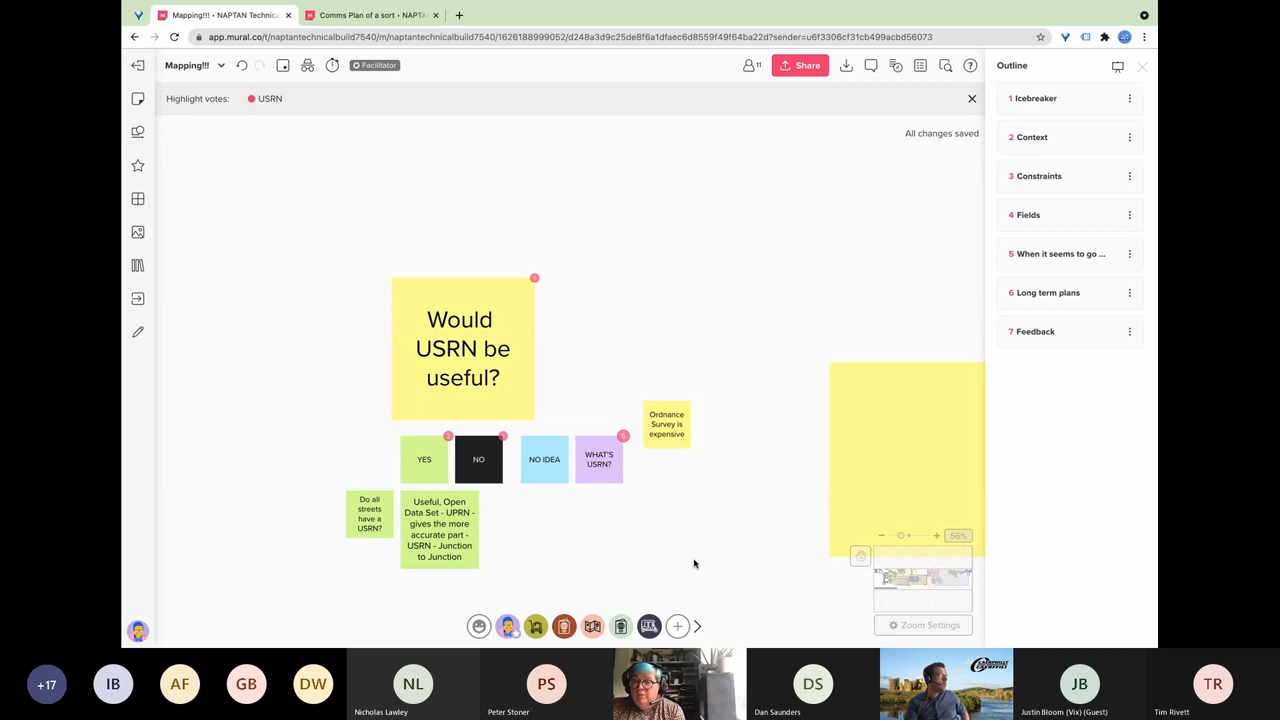 Mapping!!! • NAPTAN Technica
Comms Plan of a sort • NAPTA
app.mural.co/t/naptantechnicalbuild7540/m/naptantechnicalbuild7540/1626188999052/d248a3d9c25de8f6a1dfaec6d8559f49f64ba22d?sender=u6f3306cf31cb499acbd56073
Mapping!!!
Facilitator
11
Share
Outline
Highlight votes:
USRN
All changes saved
1 Icebreaker
2 Context
3 Constraints
4 Fields
5 When it seems to go ...
6 Long term plans
7 Feedback
Would
USRN be
useful?
1
Ordnance
Survey is
expensive
YES
2
NO
1
NO IDEA
WHAT'S
USRN?
Do all
streets
have a
USRN?
Useful, Open
Data Set - UPRN -
gives the more
accurate part -
USRN - Junction
to Junction
56%
Zoom Settings
+17
IB
AF
GB
DW
NL
Nicholas Lawley
PS
Peter Stoner
DS
Dan Saunders
JB
Justin Bloom (Vix) (Guest)
TR
Tim Rivett